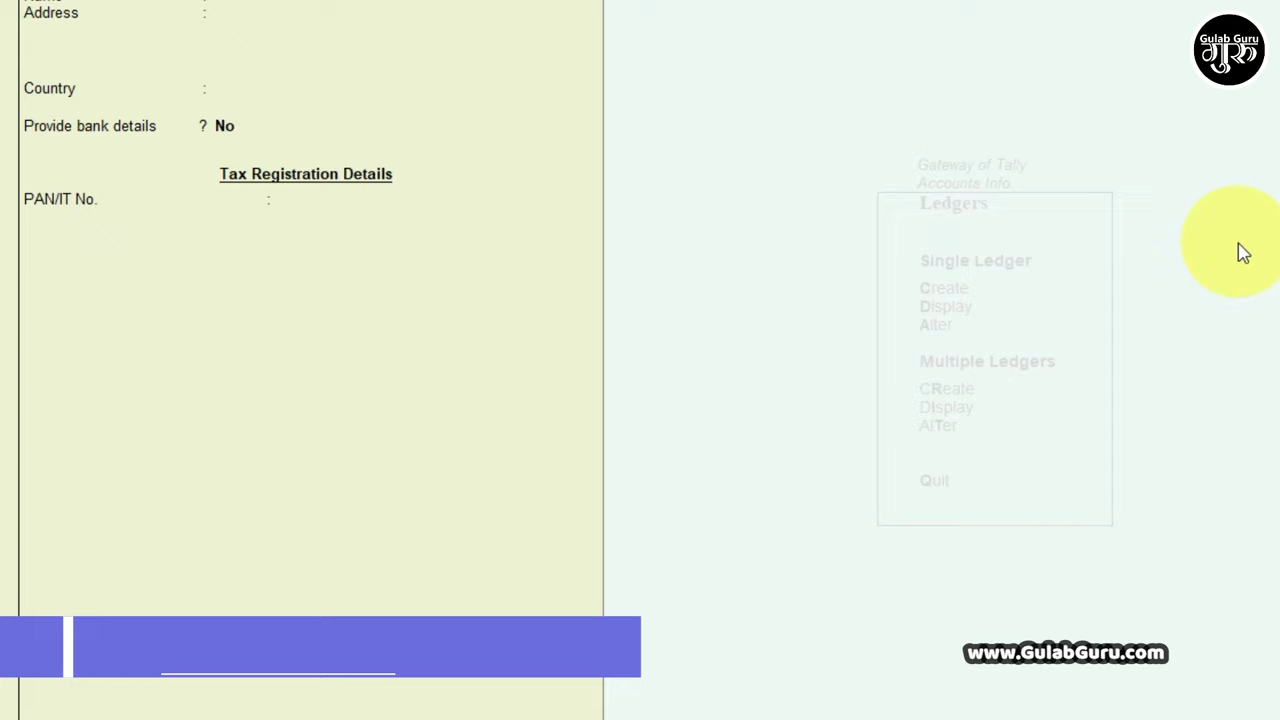 Address :
Country :
Provide bank details ? No
Tax Registration Details
PAN/IT No. :
Gulab Guru
गुरू
Gateway of Tally
Accounts Info.
Ledgers
Single Ledger
Create
Display
Alter
Multiple Ledgers
CReate
DIsplay
AlTer
Quit
www.GulabGuru.com